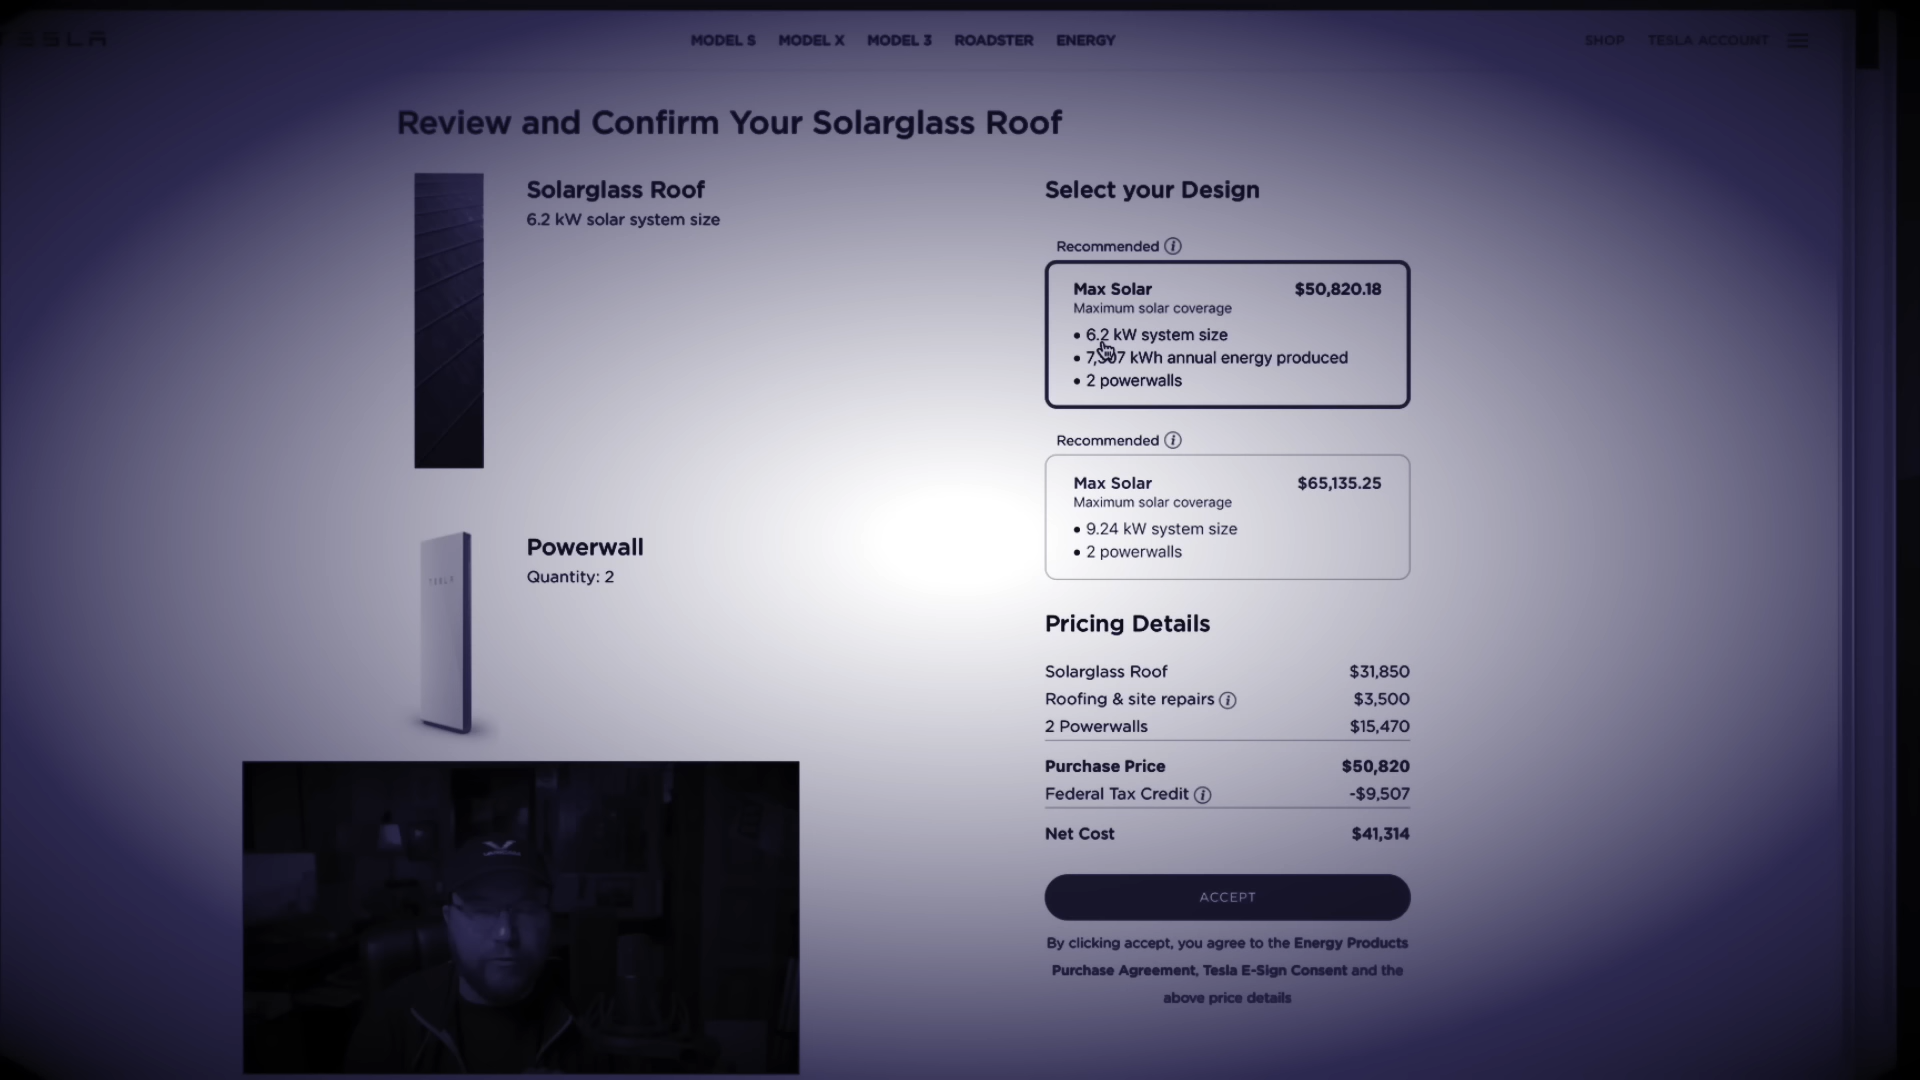 TESLA
MODEL S MODEL X MODEL 3 ROADSTER ENERGY
SHOP TESLA ACCOUNT
Review and Confirm Your Solarglass Roof
Solarglass Roof
6.2 kW solar system size
Powerwall
Quantity: 2
TESLA
Select your Design
Recommended
Max Solar $50,820.18
Maximum solar coverage
• 6.2 kW system size
• kWh annual energy produced
• 2 powerwalls
Recommended
Max Solar $65,135.25
Maximum solar coverage
• 9.24 kW system size
• 2 powerwalls
Pricing Details
Solarglass Roof $31,850
Roofing & site repairs $3,500
2 Powerwalls $15,470
Purchase Price $50,820
Federal Tax Credit -$9,507
Net Cost $41,314
ACCEPT
By clicking accept, you agree to the Energy Products
Purchase Agreement, Tesla E-Sign Consent and the
above price details